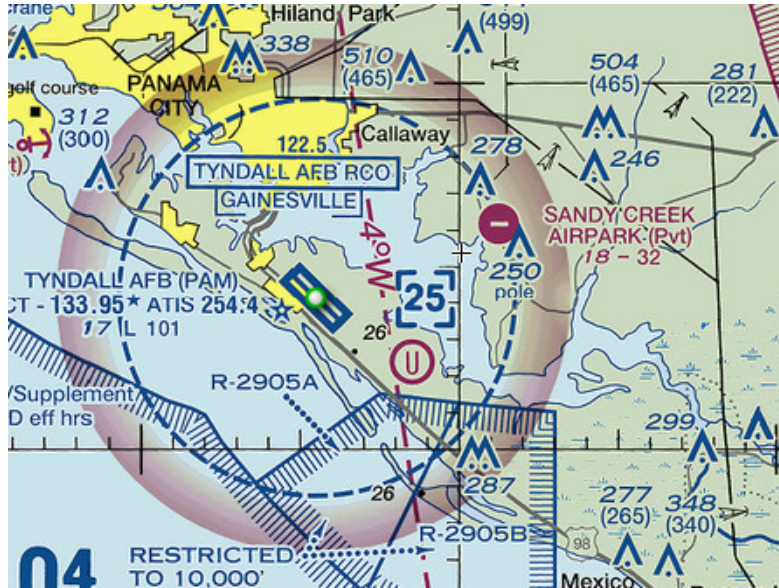 crane
Hiland Park
(499)
338
510
(465)
504
(465)
281
(222)
golf course
PANAMA
CITY
312
(300)
122.5
Callaway
278
246
TYNDALL AFB RCO
GAINESVILLE
4°W
SANDY CREEK
AIRPARK (Pvt)
18 - 32
250
pole
TYNDALL AFB (PAM)
CT - 133.95* ATIS 254.4
17 L 101
25
26
U
R-2905A
/Supplement
D eff hrs
299
287
26
277
(265)
348
(340)
R-2905B
98
04
RESTRICTED
TO 10,000'
Mexico